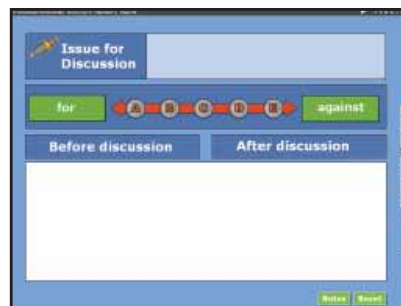 Issue for
Discussion
for
A B C D E
against
Before discussion
After discussion
Notes Reset